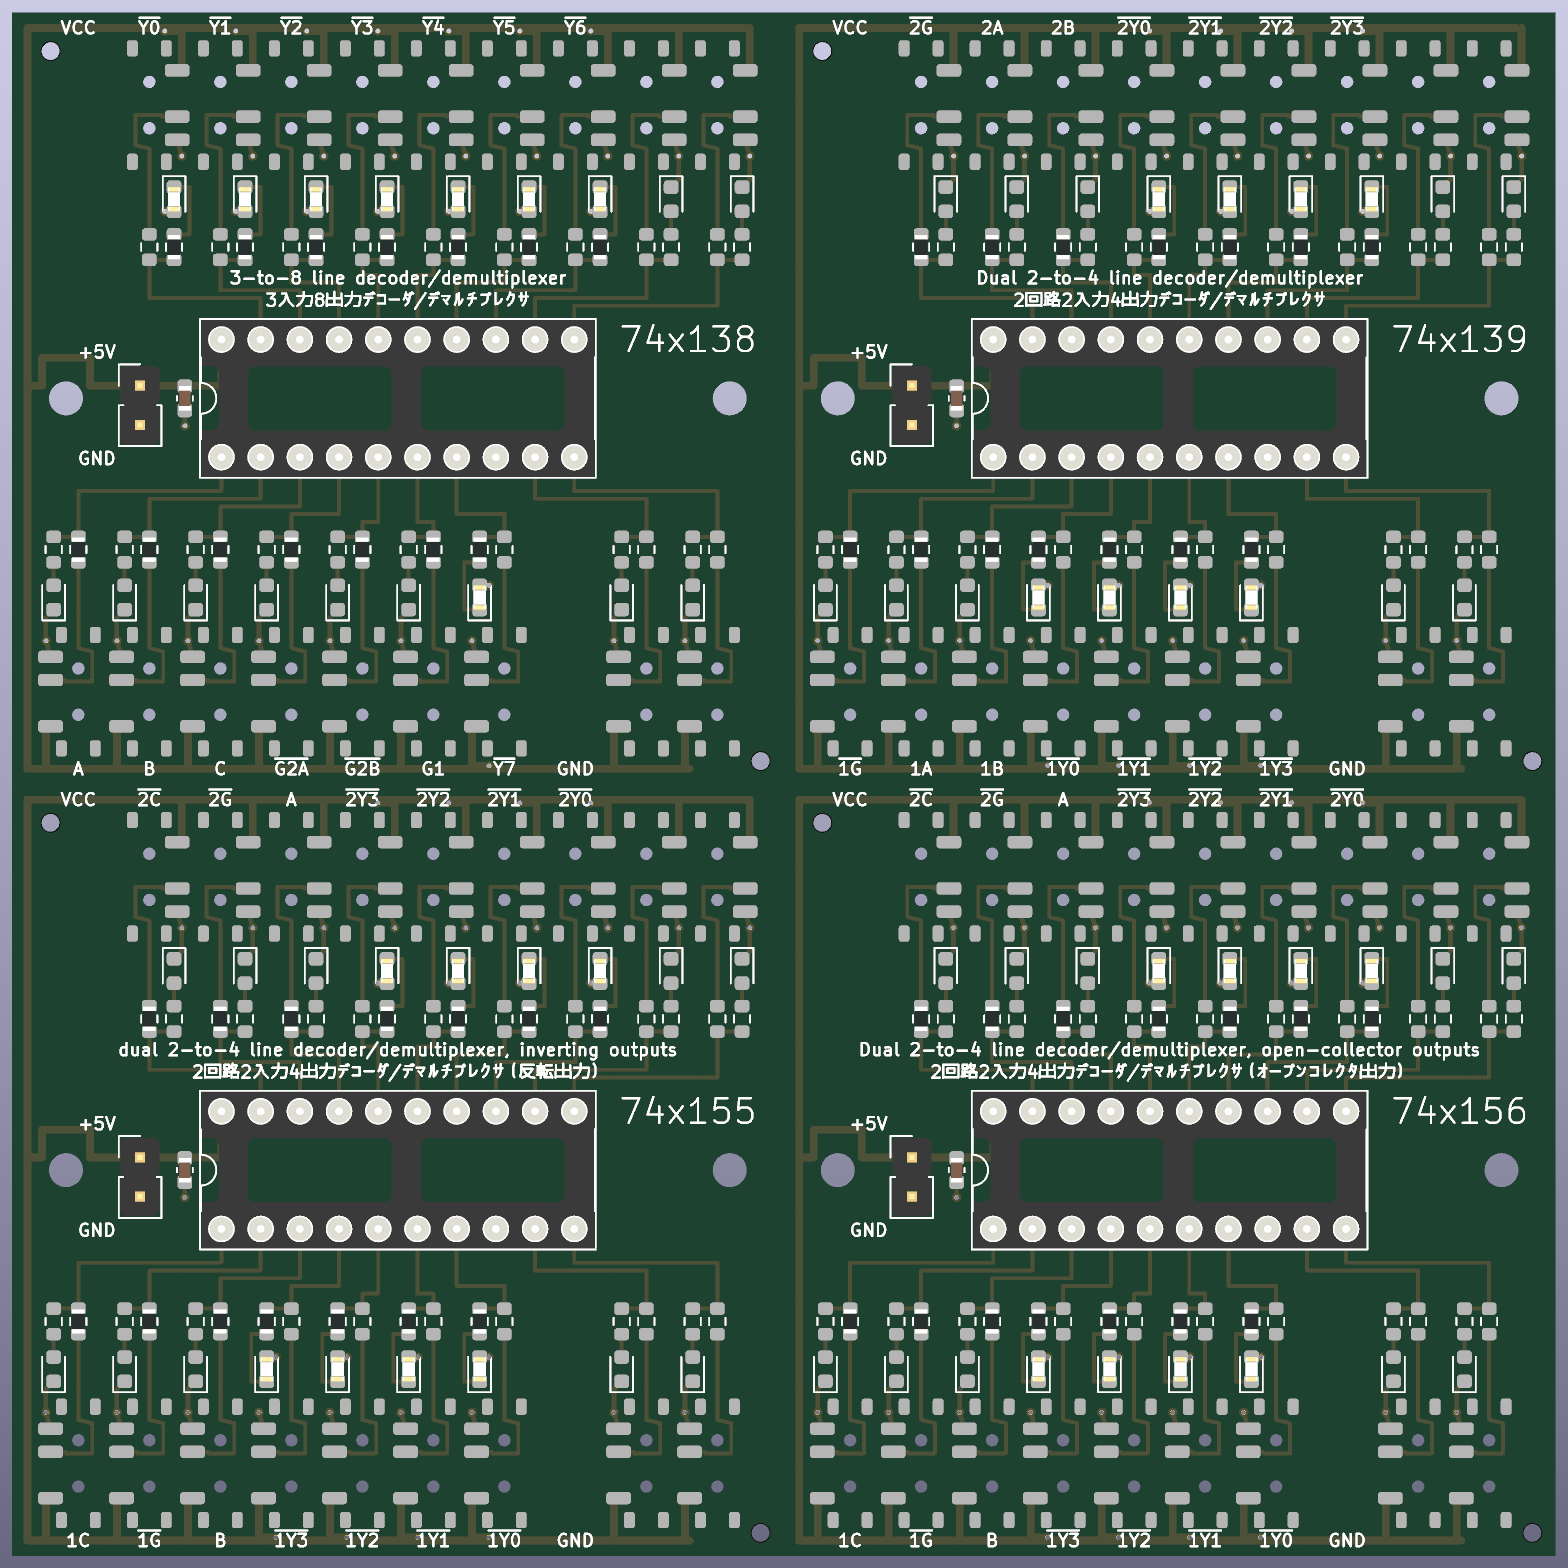 VCC Y0 Y1 Y2 Y3 Y4 Y5 Y6
3-to-8 line decoder/demultiplexer
3入力8出力デコーダ/デマルチプレクサ
74x138
+5V
GND
A B C G2A G2B G1 Y7 GND
VCC 2G 2A 2B 2Y0 2Y1 2Y2 2Y3
Dual 2-to-4 line decoder/demultiplexer
2回路2入力4出力デコーダ/デマルチプレクサ
74x139
+5V
GND
1G 1A 1B 1Y0 1Y1 1Y2 1Y3 GND
VCC 2C 2G A 2Y3 2Y2 2Y1 2Y0
dual 2-to-4 line decoder/demultiplexer, inverting outputs
2回路2入力4出力デコーダ/デマルチプレクサ(反転出力)
74x155
+5V
GND
1C 1G B 1Y3 1Y2 1Y1 1Y0 GND
VCC 2C 2G A 2Y3 2Y2 2Y1 2Y0
Dual 2-to-4 line decoder/demultiplexer, open-collector outputs
2回路2入力4出力デコーダ/デマルチプレクサ(オープンコレクタ出力)
74x156
+5V
GND
1C 1G B 1Y3 1Y2 1Y1 1Y0 GND